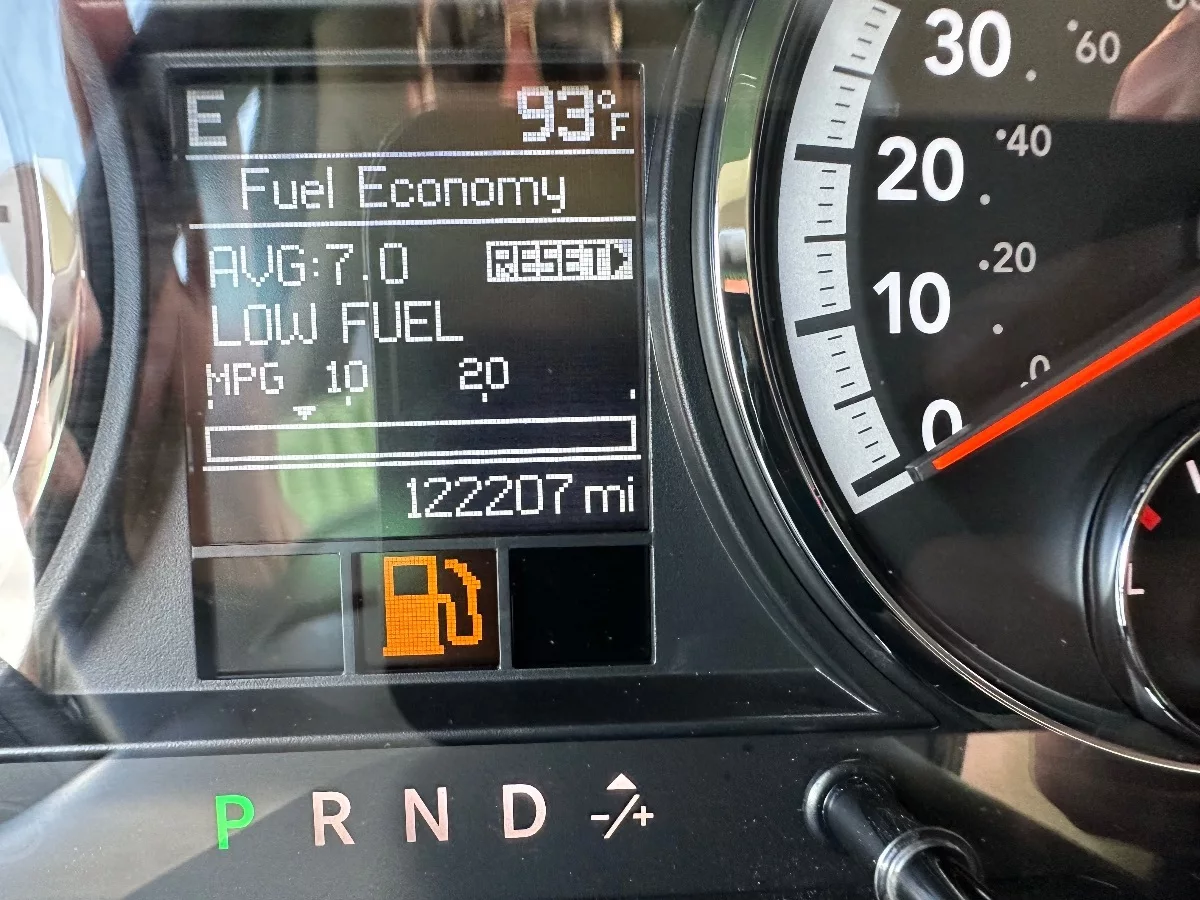 E 93°F
Fuel Economy
AVG:7.0 RESET
LOW FUEL
MPG 10 20
122207 mi
P R N D -/+
30
60
20
40
10
20
0
0
L